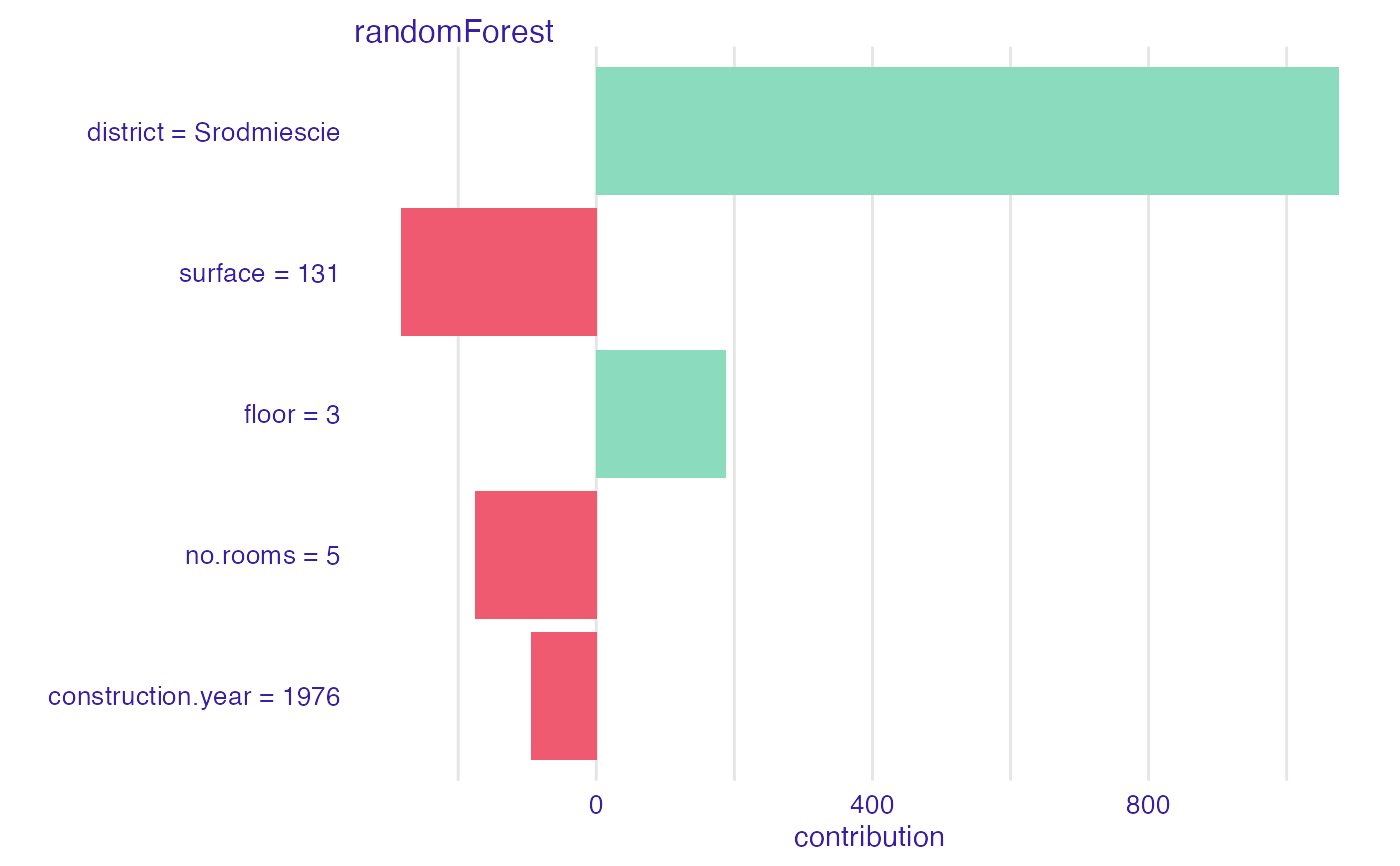 randomForest
district = Srodmiescie
surface = 131
floor = 3
no.rooms = 5
construction.year = 1976
0 400 800
contribution